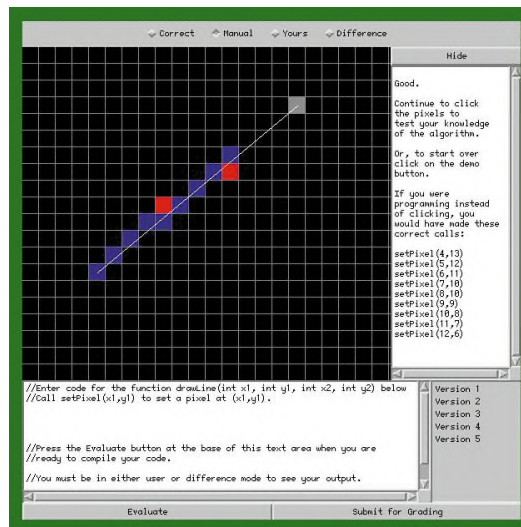 Correct Manual Yours Difference
Hide
Good.
Continue to click
the pixels to
test your knowledge
of the algorithm.
Or, to start over
click on the demo
button.
If you were
programming instead
of clicking, you
would have made these
correct calls:
setPixel(4,13)
setPixel(5,12)
setPixel(6,11)
setPixel(7,10)
setPixel(8,10)
setPixel(9,9)
setPixel(10,8)
setPixel(11,7)
setPixel(12,6)
//Enter code for the function drawLine(int x1, int y1, int x2, int y2) below
//Call setPixel(x1,y1) to set a pixel at (x1,y1).
//Press the Evaluate button at the base of this text area when you are
//ready to compile your code.
//You must be in either user or difference mode to see your output.
Version 1
Version 2
Version 3
Version 4
Version 5
Evaluate
Submit for Grading